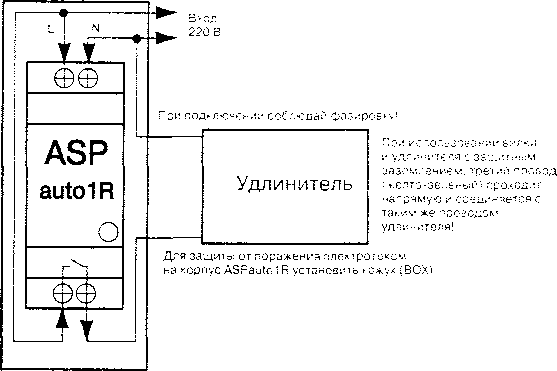 Вход
220 В
L N
При подключении соблюдай фазировку!
ASP
auto1R
Удлинитель
При использовании вилки
и удлинителя с защитным
заземлением, третий провод
(желто-зеленый) проходит
напрямую и соединяется с
таким же проводом
удлинителя!
Для защиты от поражения электротоком
на корпус ASPauto1R установить кожух (BOX)